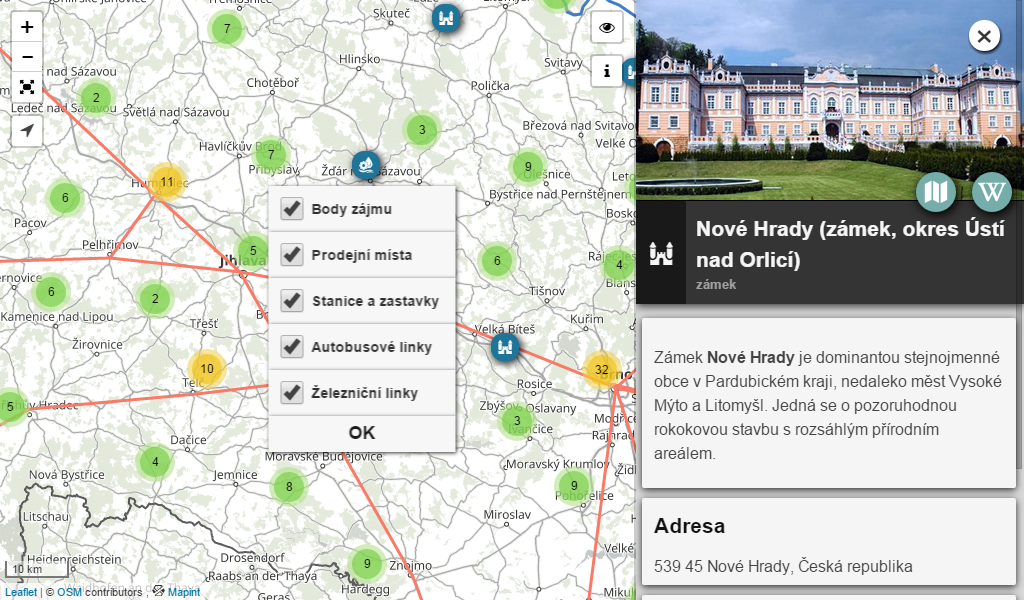 +
−
Skuteč
Hlinsko
Svitavy
Chotěboř
Polička
nad Sázavou
Ledeč nad Sázavou
Světlá nad Sázavou
Březová nad Svitavou
Havlíčkův Brod
Přibyslav
Žďár nad Sázavou
Olešnice
Bystřice nad Pernštejnem
Humpolec
Pacov
Pelhřimov
Jihlava
Tišnov
Kuřim
Kamenice nad Lipou
Třešť
Žirovnice
Velká Bíteš
Telč
Rosice
Zbýšov
Oslavany
Ivančice
Dačice
Moravské Budějovice
Jemnice
Moravský Krumlov
Pohořelice
Nová Bystřice
Miroslav
Litschau
Heidenreichstein
Drosendorf
Raabs an der Thaya
Znojmo
Hardegg
Geras
7
2
3
7
9
11
6
5
6
4
6
2
10
32
5
3
4
8
9
9
Body zájmu
Prodejní místa
Stanice a zastavky
Autobusové linky
Železniční linky
OK
10 km
Leaflet | © OSM contributors · Mapint
i
W
Nové Hrady (zámek, okres Ústí
nad Orlicí)
zámek
Zámek Nové Hrady je dominantou stejnojmenné
obce v Pardubickém kraji, nedaleko měst Vysoké
Mýto a Litomyšl. Jedná se o pozoruhodnou
rokokovou stavbu s rozsáhlým přírodním
areálem.
Adresa
539 45 Nové Hrady, Česká republika